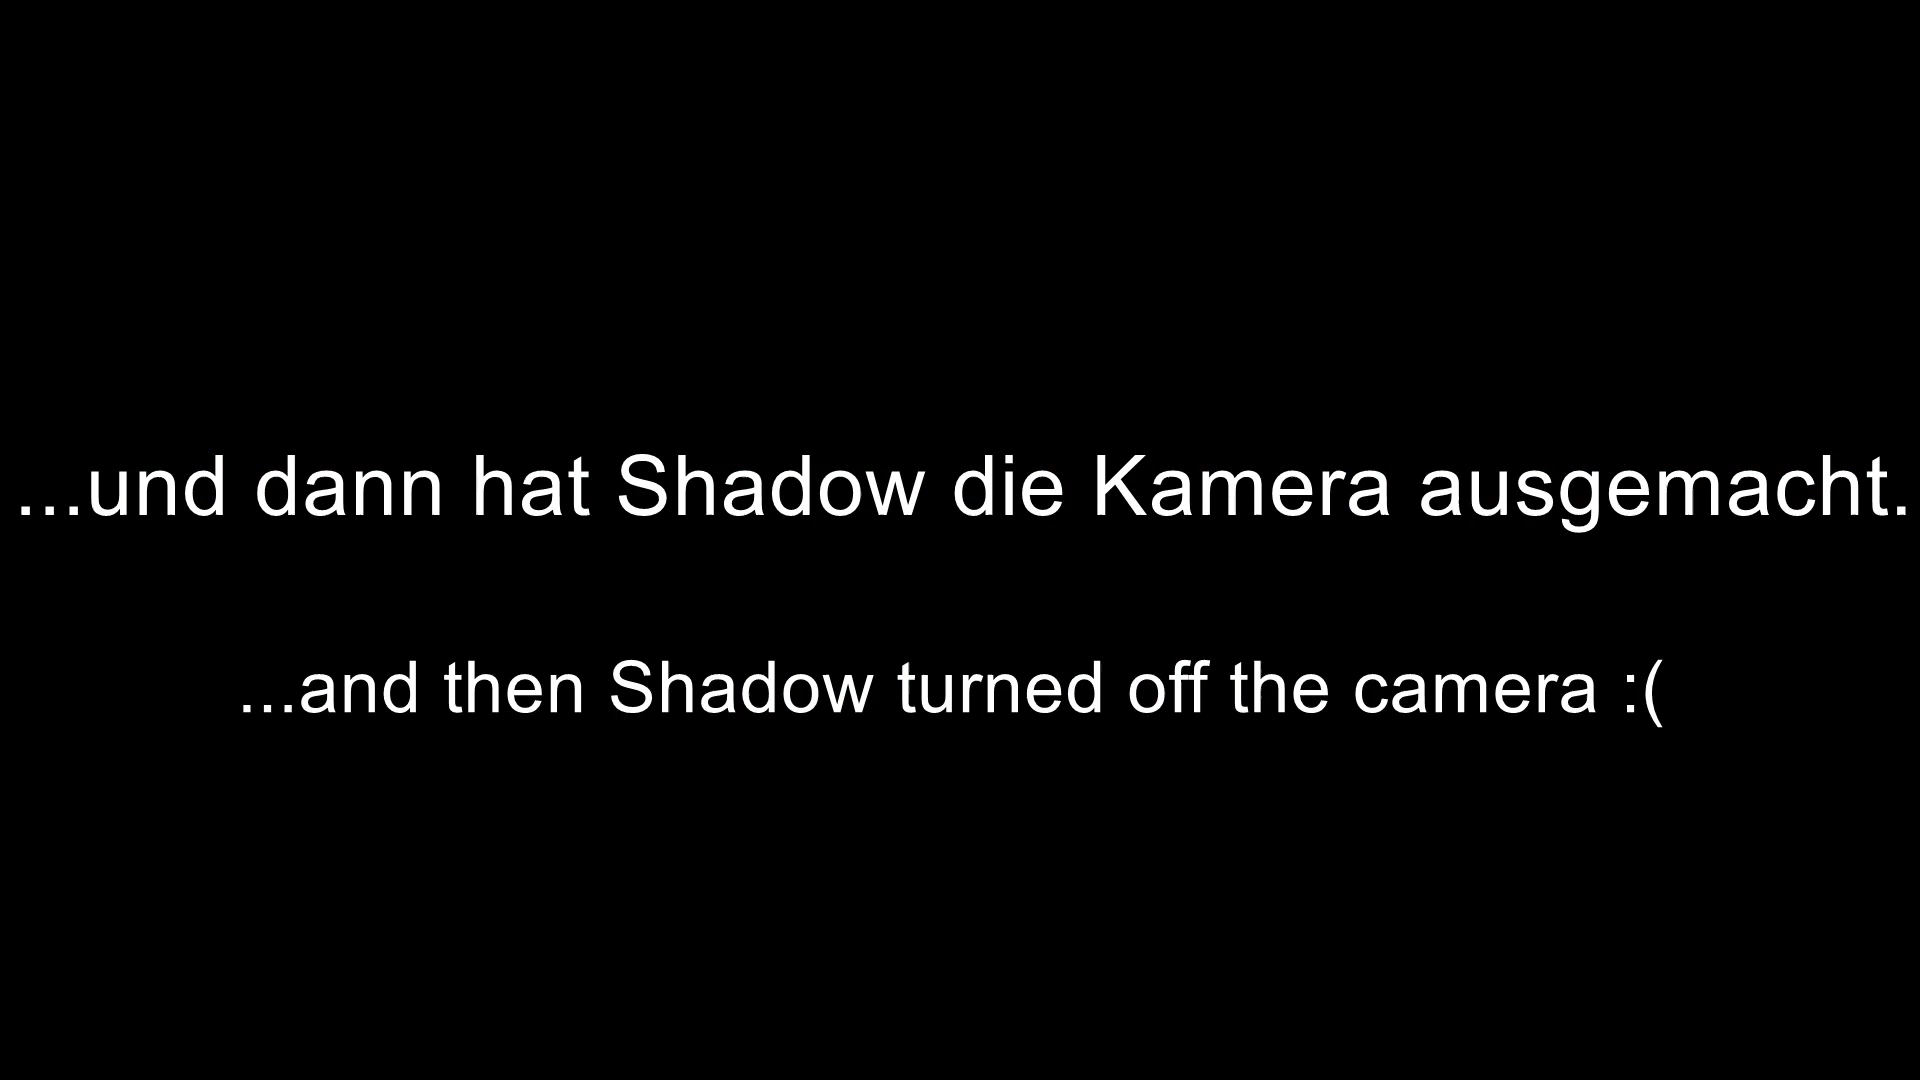 ...und dann hat Shadow die Kamera ausgemacht.
...and then Shadow turned off the camera :(